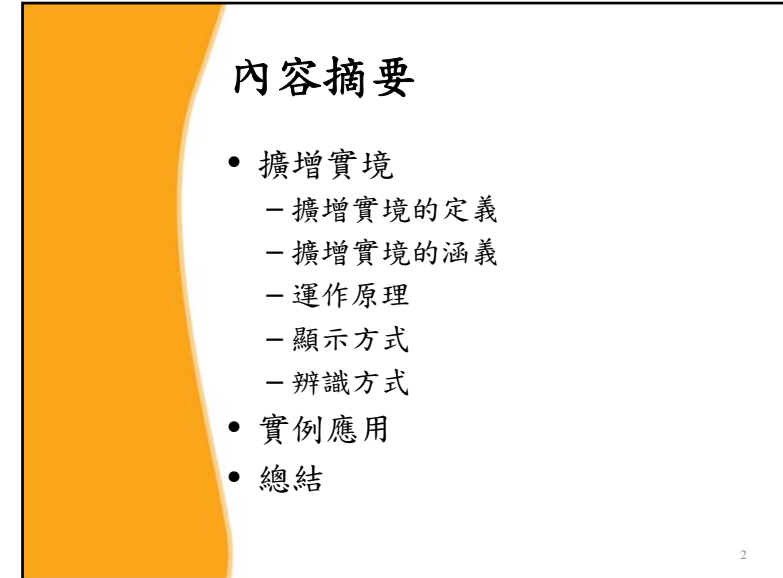 內容摘要
• 擴增實境
– 擴增實境的定義
– 擴增實境的涵義
– 運作原理
– 顯示方式
– 辨識方式
• 實例應用
• 總結
2